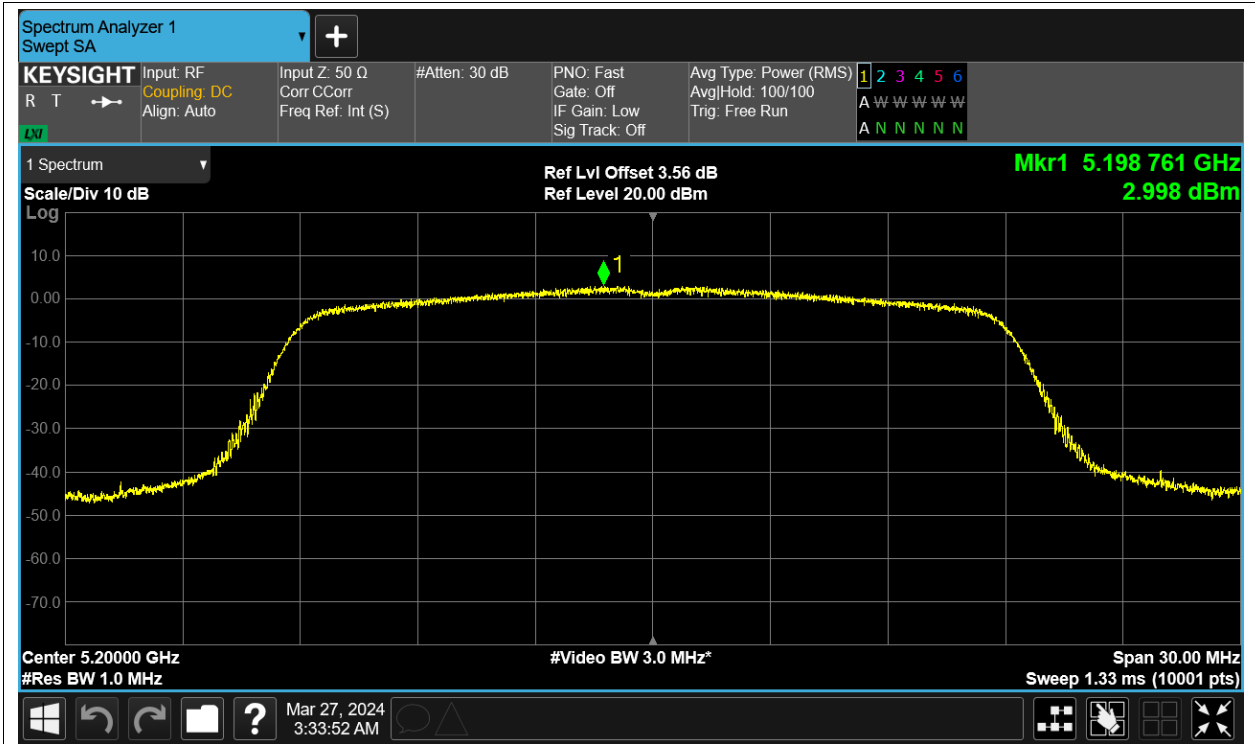 Spectrum Analyzer 1
Swept SA
KEYSIGHT
R T
LXI
Input: RF
Coupling: DC
Align: Auto
Input Z: 50 Ω
Corr CCorr
Freq Ref: Int (S)
#Atten: 30 dB
PNO: Fast
Gate: Off
IF Gain: Low
Sig Track: Off
Avg Type: Power (RMS)
Avg|Hold: 100/100
Trig: Free Run
1 2 3 4 5 6
A W W W W W
A N N N N N
1 Spectrum
Scale/Div 10 dB
Log
Ref Lvl Offset 3.56 dB
Ref Level 20.00 dBm
Mkr1 5.198 761 GHz
2.998 dBm
1
10.0
0.00
-10.0
-20.0
-30.0
-40.0
-50.0
-60.0
-70.0
Center 5.20000 GHz
#Res BW 1.0 MHz
#Video BW 3.0 MHz*
Span 30.00 MHz
Sweep 1.33 ms (10001 pts)
?
Mar 27, 2024
3:33:52 AM